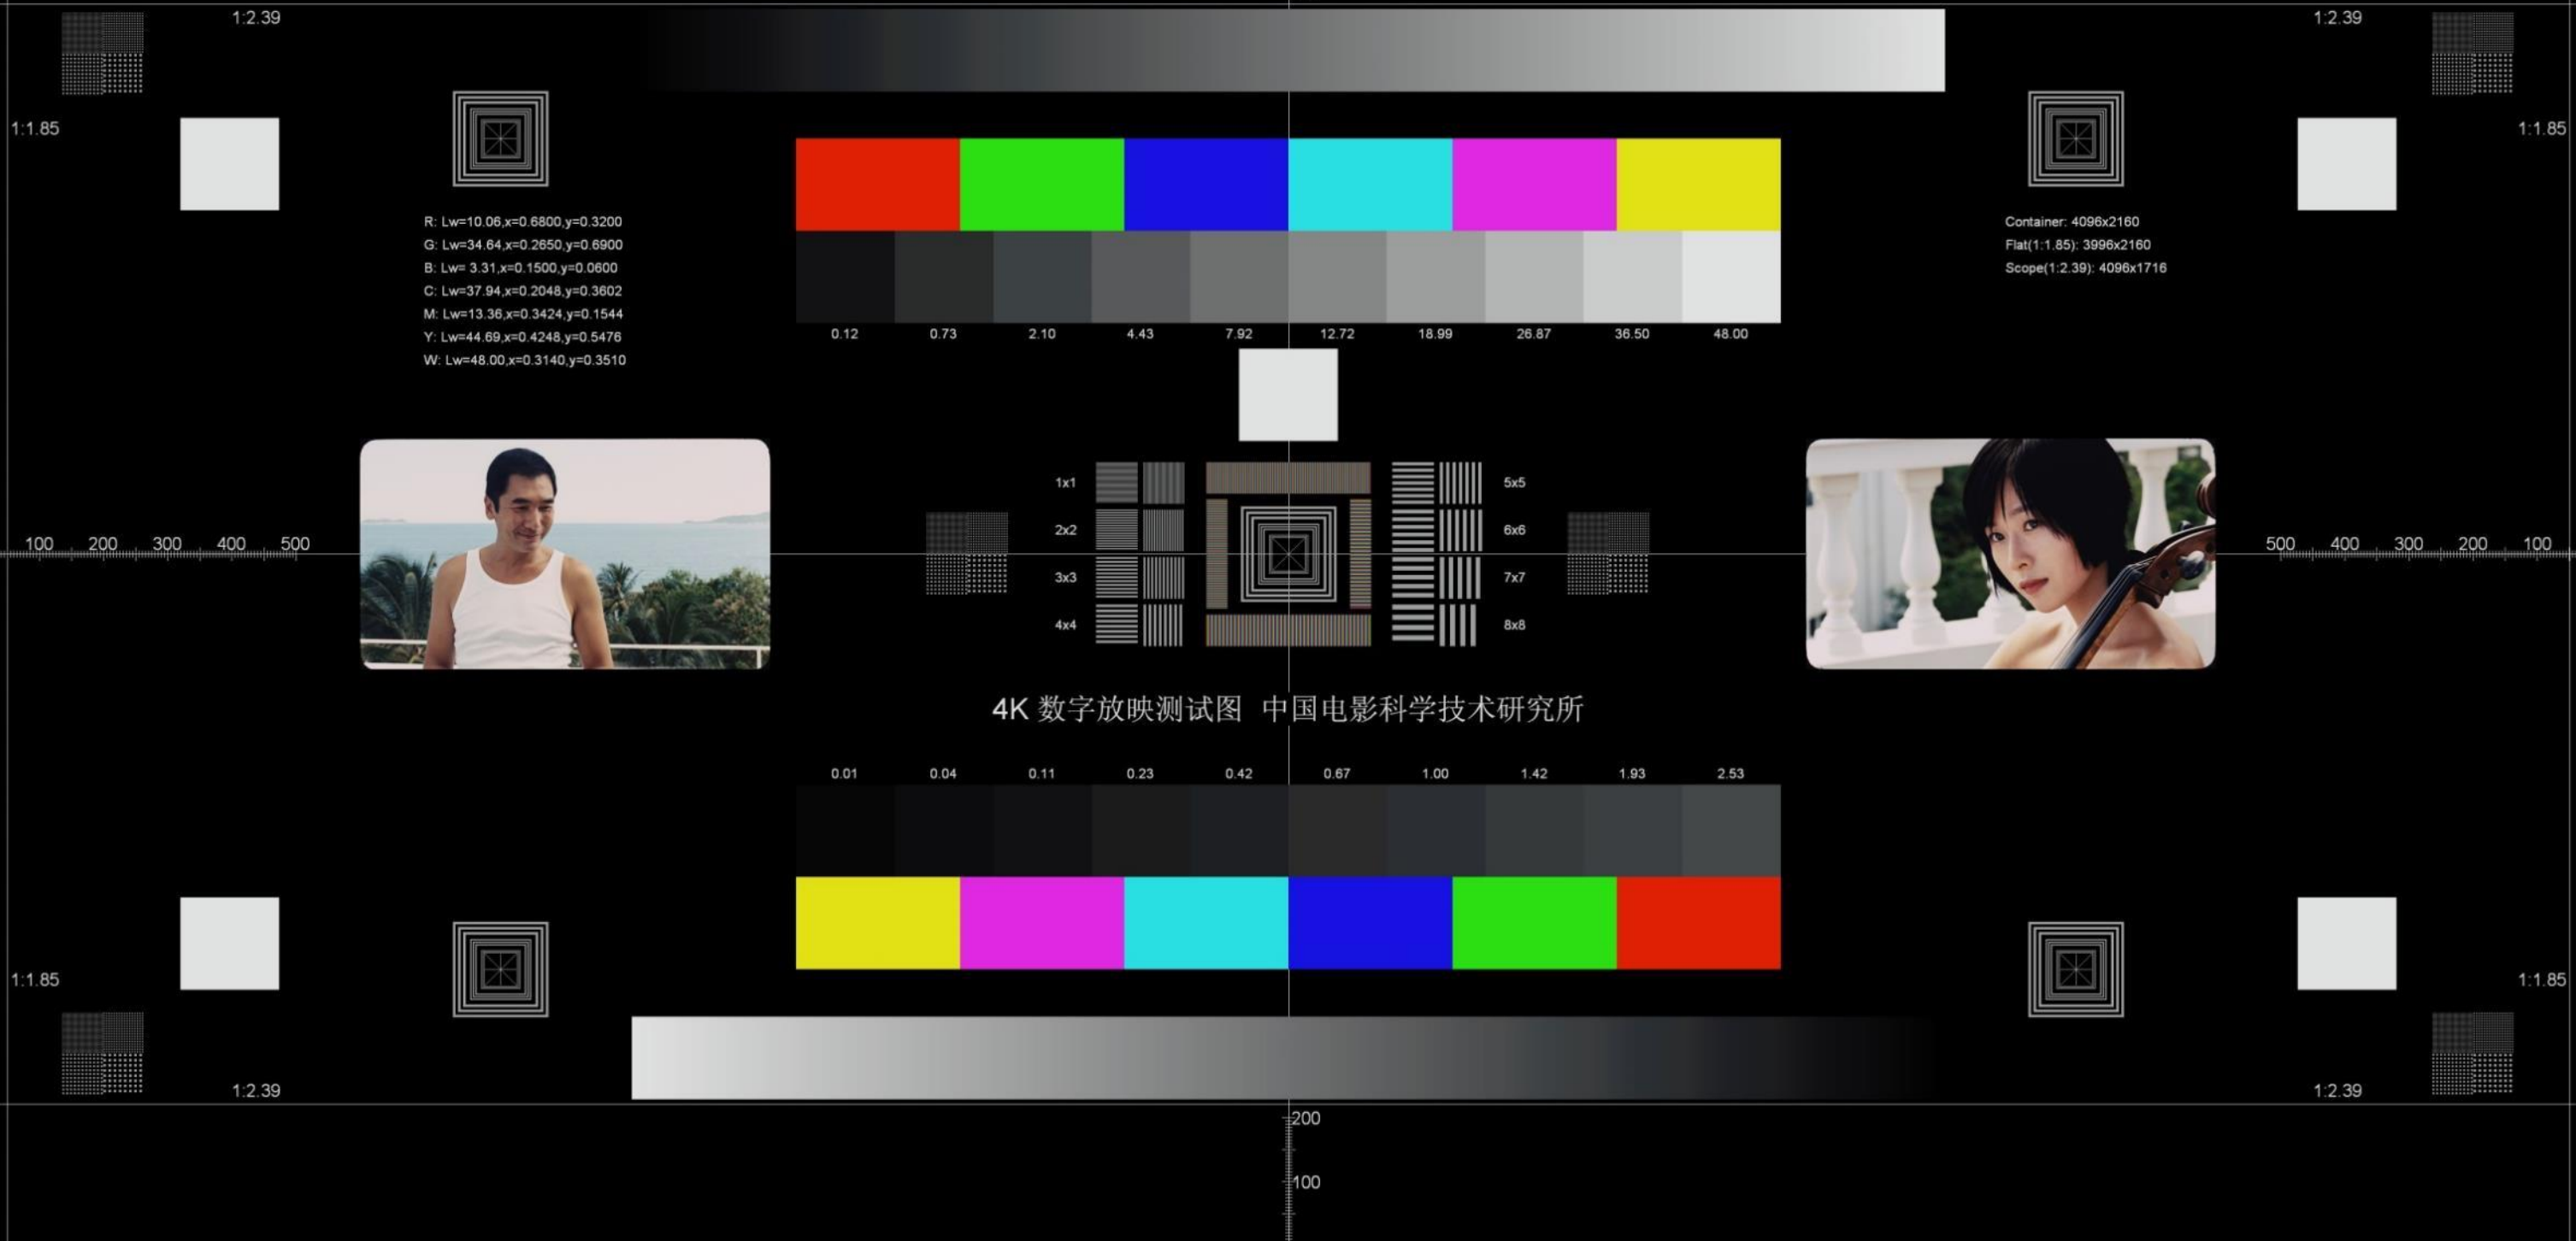 1:2.39
1:2.39
1:1.85
1:1.85
R: Lw=10.06,x=0.6800,y=0.3200
G: Lw=34.64,x=0.2650,y=0.6900
B: Lw= 3.31,x=0.1500,y=0.0600
C: Lw=37.94,x=0.2048,y=0.3602
M: Lw=13.36,x=0.3424,y=0.1544
Y: Lw=44.69,x=0.4248,y=0.5476
W: Lw=48.00,x=0.3140,y=0.3510
Container: 4096x2160
Flat(1:1.85): 3996x2160
Scope(1:2.39): 4096x1716
0.12 0.73 2.10 4.43 7.92 12.72 18.99 26.87 36.50 48.00
1x1
2x2
3x3
4x4
5x5
6x6
7x7
8x8
100 200 300 400 500
500 400 300 200 100
4K 数字放映测试图 中国电影科学技术研究所
0.01 0.04 0.11 0.23 0.42 0.67 1.00 1.42 1.93 2.53
1:1.85
1:1.85
1:2.39
1:2.39
200
100